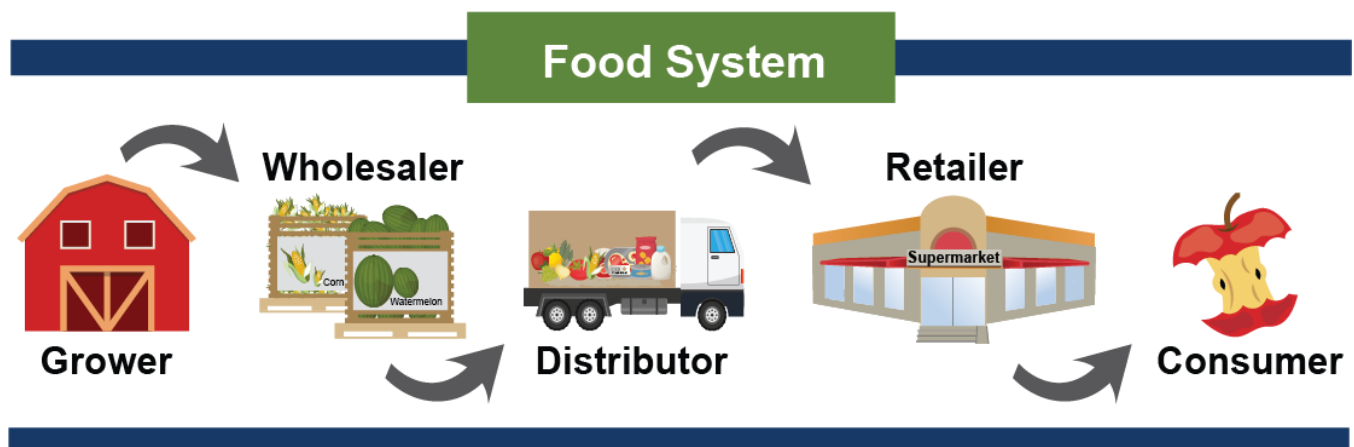 Food System
Wholesaler
Retailer
Corn
Watermelon
Supermarket
Grower
Distributor
Consumer